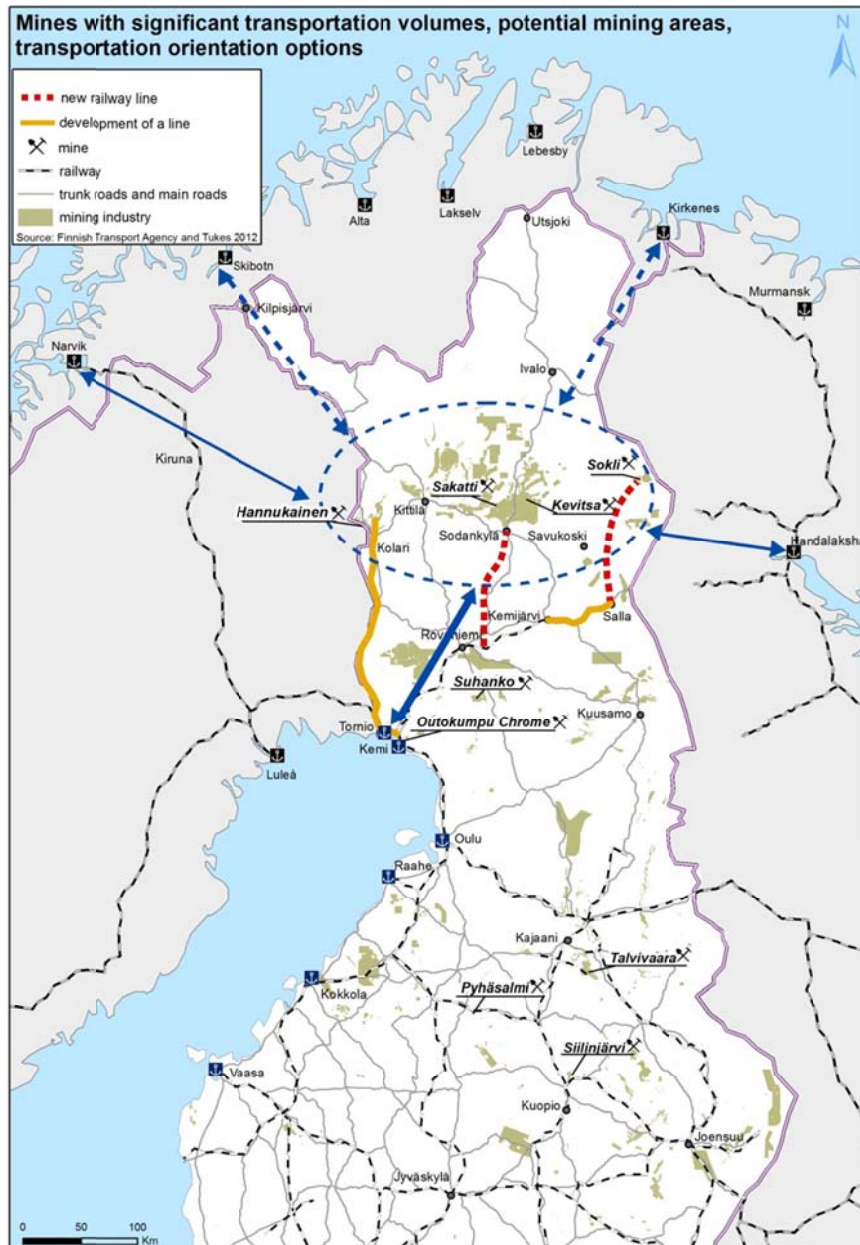 Mines with significant transportation volumes, potential mining areas,
transportation orientation options
N
new railway line
development of a line
mine
railway
trunk roads and main roads
mining industry
Source: Finnish Transport Agency and Tukes 2012
Lebesby
Alta
Lakselv
Utsjoki
Kirkenes
Skibotn
Kilpisjärvi
Murmansk
Narvik
Ivalo
Kiruna
Sokli
Sakatti
Kevitsa
Hannukainen
Kittilä
Kolari
Sodankylä
Savukoski
Kandalaksha
Kemijärvi
Salla
Rovaniemi
Suhanko
Outokumpu Chrome
Kuusamo
Tornio
Kemi
Luleå
Oulu
Raahe
Kajaani
Talvivaara
Kokkola
Pyhäsalmi
Siilinjärvi
Vaasa
Kuopio
Joensuu
Jyväskylä
0 50 100
Km